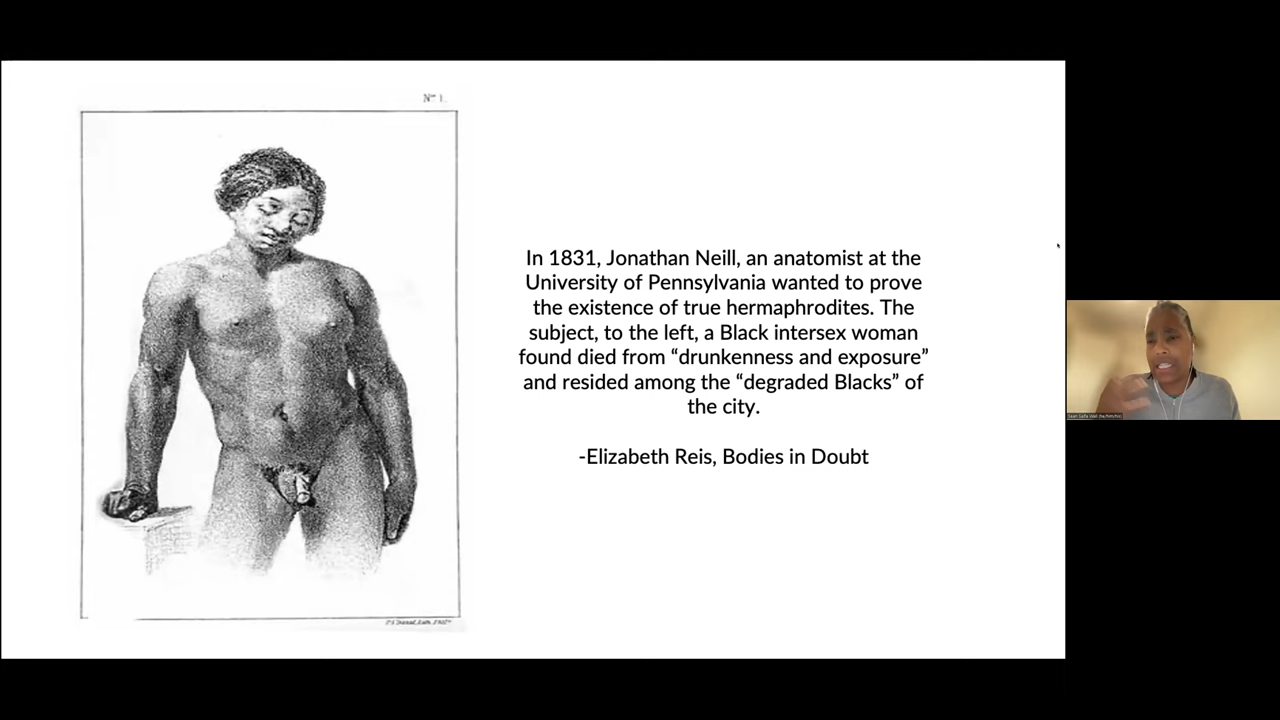 No. 1.
In 1831, Jonathan Neill, an anatomist at the
University of Pennsylvania wanted to prove
the existence of true hermaphrodites. The
subject, to the left, a Black intersex woman
found died from “drunkenness and exposure”
and resided among the “degraded Blacks” of
the city.
-Elizabeth Reis, Bodies in Doubt